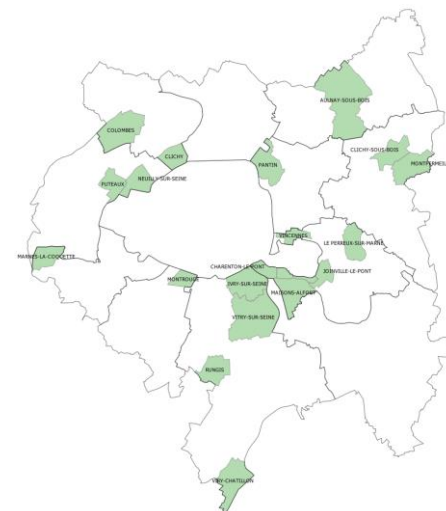 AULNAY-SOUS-BOIS
COLOMBES
CLICHY-SOUS-BOIS
CLICHY
MONTFERMEIL
PANTIN
NEUILLY-SUR-SEINE
PUTEAUX
VINCENNES
LE PERREUX-SUR-MARNE
MARNES-LA-COQUETTE
CHARENTON-LE-PONT
JOINVILLE-LE-PONT
MONTROUGE
IVRY-SUR-SEINE
MAISONS-ALFORT
VITRY-SUR-SEINE
RUNGIS
VIRY-CHATILLON